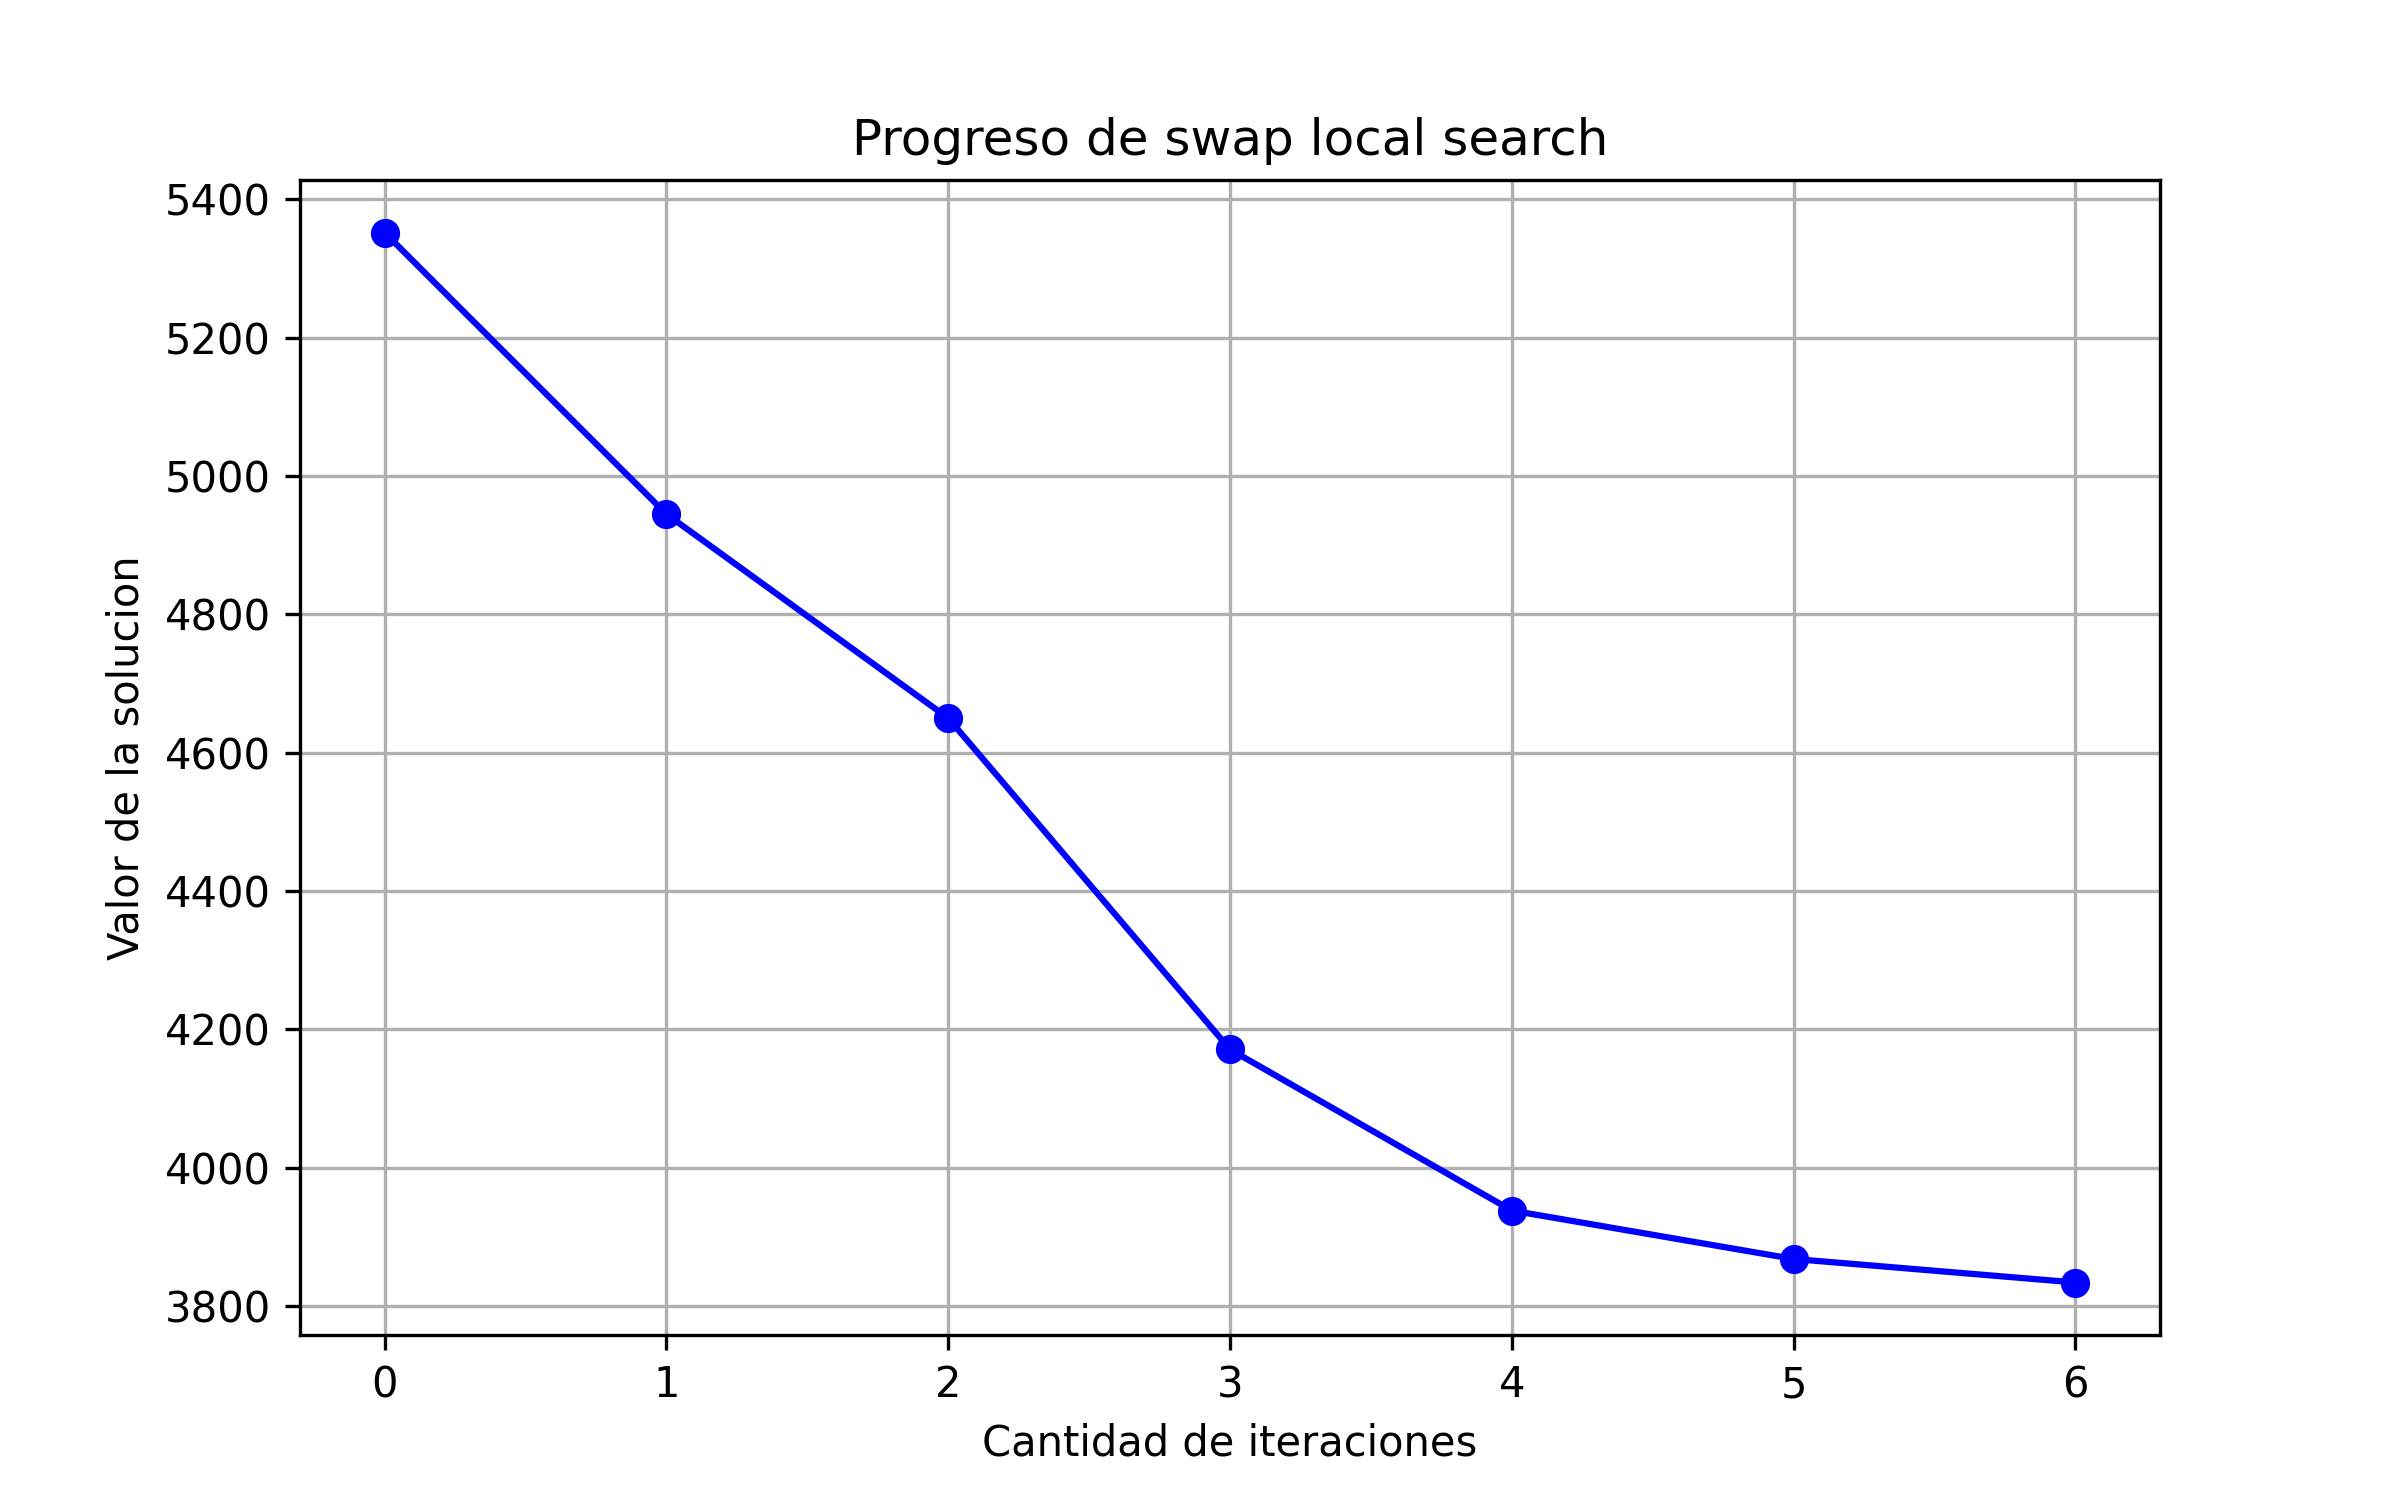 Progreso de swap local search
5400
5200
5000
4800
4600
4400
4200
4000
3800
Valor de la solucion
0 1 2 3 4 5 6
Cantidad de iteraciones